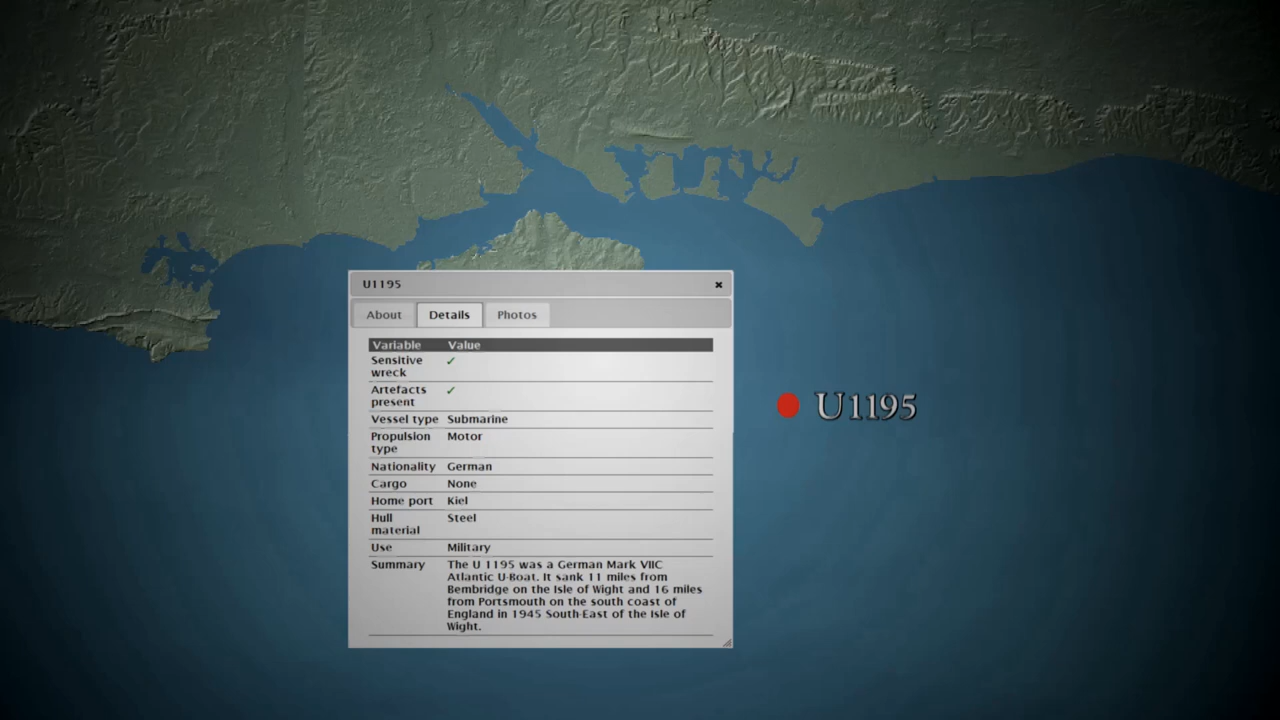 U1195
×
About Details Photos
Variable Value
Sensitive ✓
wreck
Artefacts ✓
present
Vessel type Submarine
Propulsion Motor
type
Nationality German
Cargo None
Home port Kiel
Hull Steel
material
Use Military
Summary The U 1195 was a German Mark VIIC
Atlantic U-Boat. It sank 11 miles from
Bembridge on the Isle of Wight and 16 miles
from Portsmouth on the south coast of
England in 1945 South-East of the Isle of
Wight.
U1195